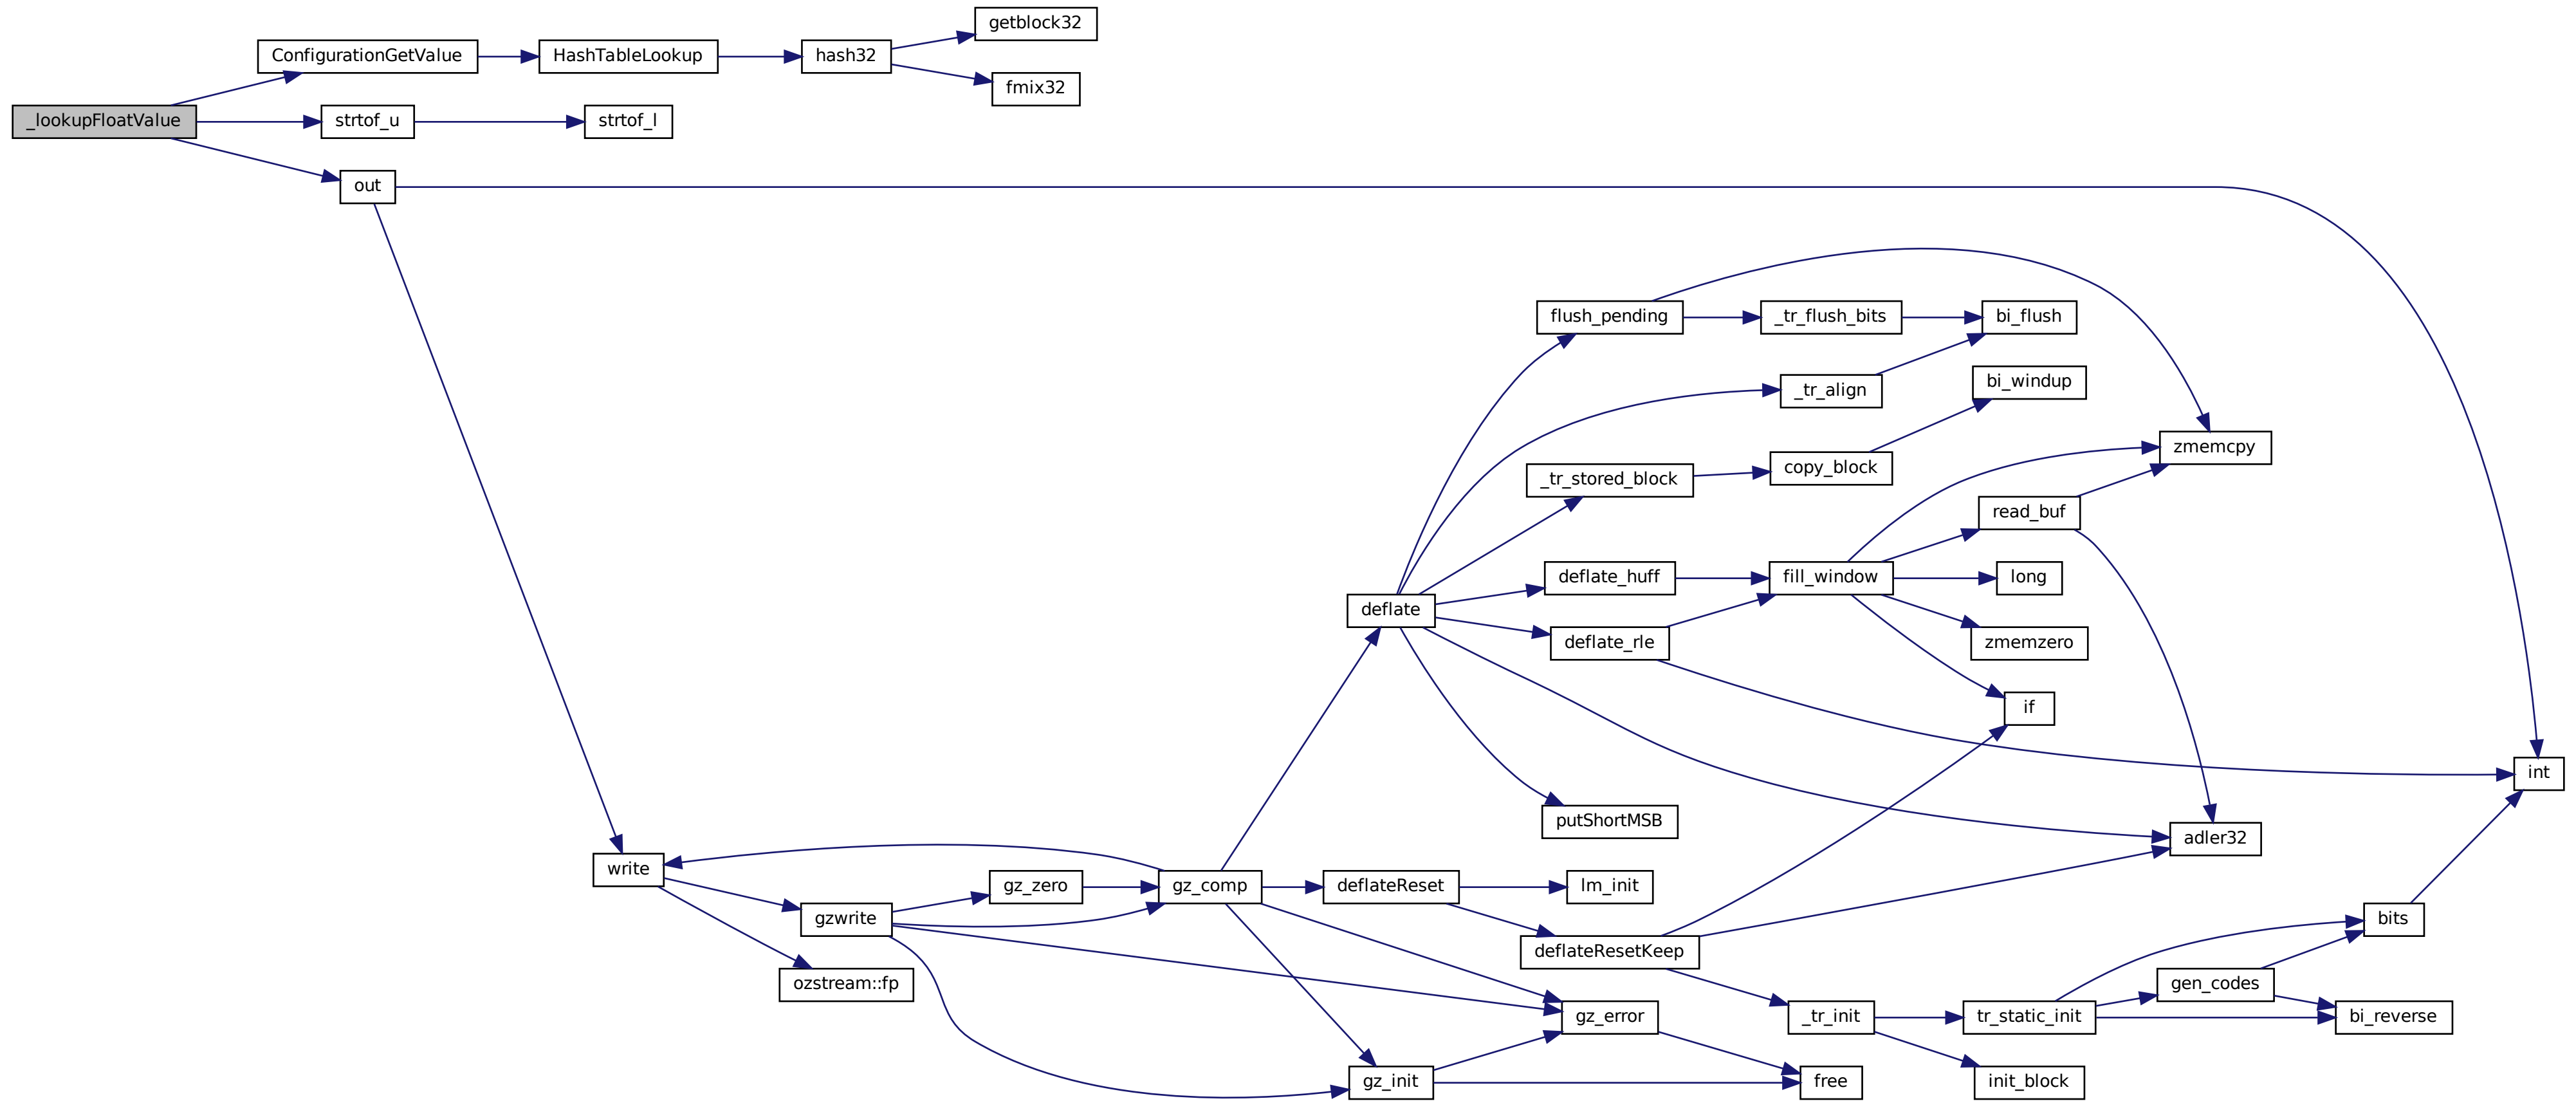 getblock32
ConfigurationGetValue
HashTableLookup
hash32
fmix32
_lookupFloatValue
strtof_u
strtof_l
out
flush_pending
_tr_flush_bits
bi_flush
_tr_align
bi_windup
zmemcpy
_tr_stored_block
copy_block
read_buf
deflate_huff
fill_window
long
deflate
deflate_rle
zmemzero
if
int
putShortMSB
adler32
write
gz_zero
gz_comp
deflateReset
lm_init
gzwrite
bits
deflateResetKeep
ozstream::fp
gen_codes
gz_error
_tr_init
tr_static_init
bi_reverse
gz_init
free
init_block